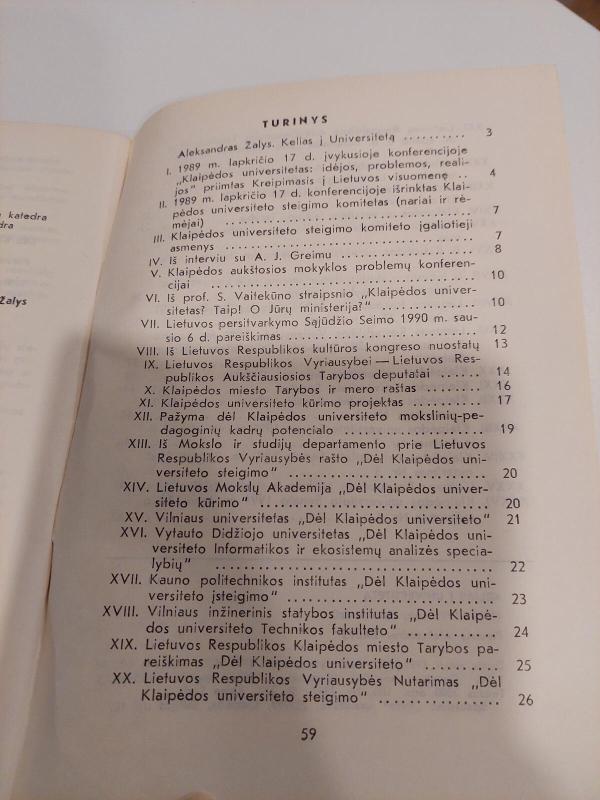 katedra
dra
Žalys
TURINYS
Aleksandras Žalys. Kelias į Universitetą .......... 3
I. 1989 m. lapkričio 17 d. įvykusioje konferencijoje
„Klaipėdos universitetas: idėjos, problemos, reali-
jos" priimtas Kreipimasis į Lietuvos visuomenę .. 4
II. 1989 m. lapkričio 17 d. konferencijoje išrinktas Klai-
pėdos universiteto steigimo komitetas (nariai ir rė-
mėjai) .............................. 7
III. Klaipėdos universiteto steigimo komiteto įgaliotieji
asmenys .............................. 7
IV. Iš interviu su A. J. Greimu .................. 8
V. Klaipėdos aukštosios mokyklos problemų konferen-
cijai .............................. 10
VI. Iš prof. S. Vaitekūno straipsnio „Klaipėdos univer-
sitetas? Taip! O Jūrų ministerija?" ............ 10
VII. Lietuvos persitvarkymo Sąjūdžio Seimo 1990 m. sau-
sio 6 d. pareiškimas ...................... 12
VIII. Iš Lietuvos Respublikos kultūros kongreso nuostatų 13
IX. Lietuvos Respublikos Vyriausybei — Lietuvos Res-
publikos Aukščiausiosios Tarybos deputatai ...... 14
X. Klaipėdos miesto Tarybos ir mero raštas ........ 16
XI. Klaipėdos universiteto kūrimo projektas ........ 17
XII. Pažyma dėl Klaipėdos universiteto mokslinių-pe-
dagoginių kadrų potencialo .................. 19
XIII. Iš Mokslo ir studijų departamento prie Lietuvos
Respublikos Vyriausybės rašto „Dėl Klaipėdos uni-
versiteto steigimo" ........................ 20
XIV. Lietuvos Mokslų Akademija „Dėl Klaipėdos univer-
siteto kūrimo" .......................... 20
XV. Vilniaus universitetas „Dėl Klaipėdos universiteto" 21
XVI. Vytauto Didžiojo universitetas „Dėl Klaipėdos uni-
versiteto Informatikos ir ekosistemų analizės specia-
lybių" .............................. 22
XVII. Kauno politechnikos institutas „Dėl Klaipėdos uni-
versiteto įsteigimo" ........................ 23
XVIII. Vilniaus inžinerinis statybos institutas „Dėl Klaipė-
dos universiteto Technikos fakulteto" ............ 24
XIX. Lietuvos Respublikos Klaipėdos miesto Tarybos pa-
reiškimas „Dėl Klaipėdos universiteto" .......... 25
XX. Lietuvos Respublikos Vyriausybės Nutarimas „Dėl
Klaipėdos universiteto steigimo" ................ 26
59